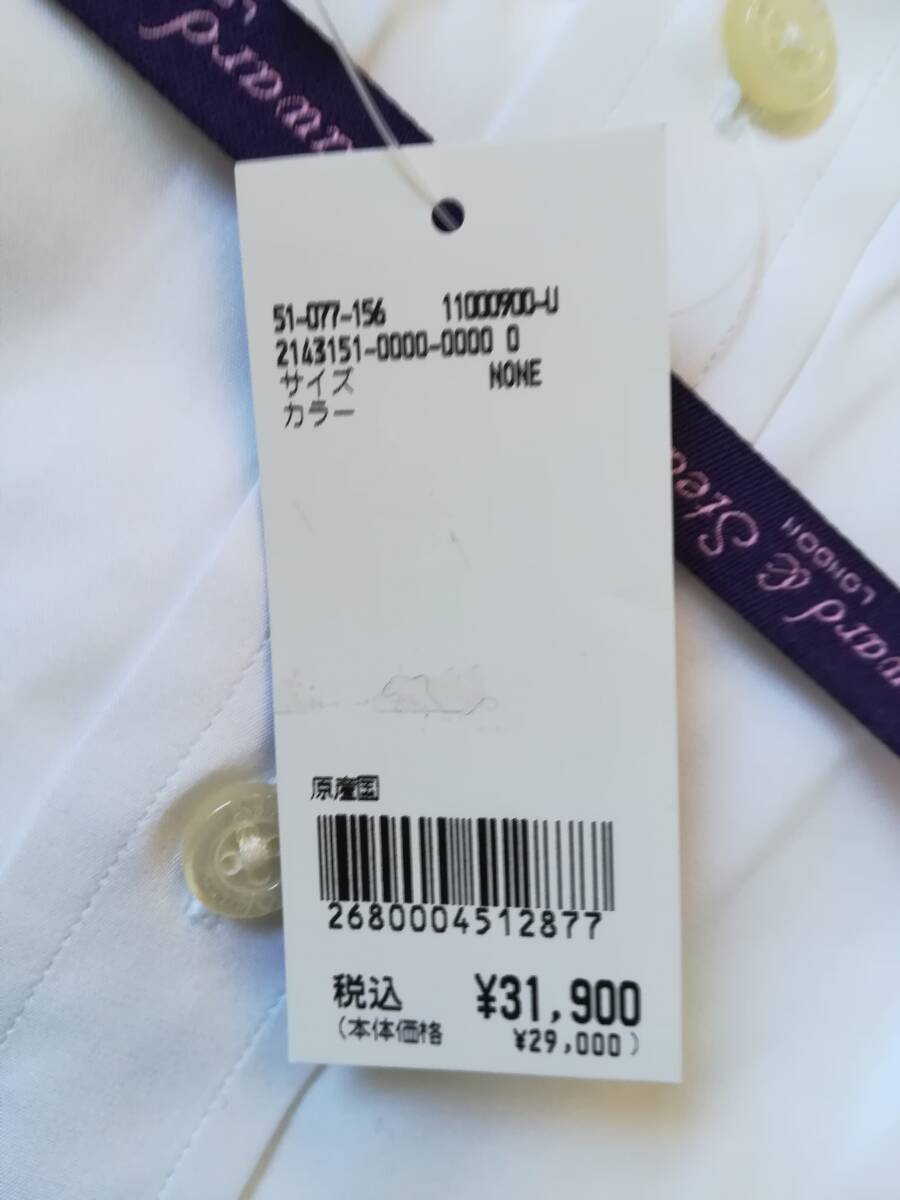 51-077-156 11000900-U
2143151-0000-0000 0
サイズ NONE
カラー
原産国
2680004512877
税込 ¥31,900
(本体価格 ¥29,000)
LONDON